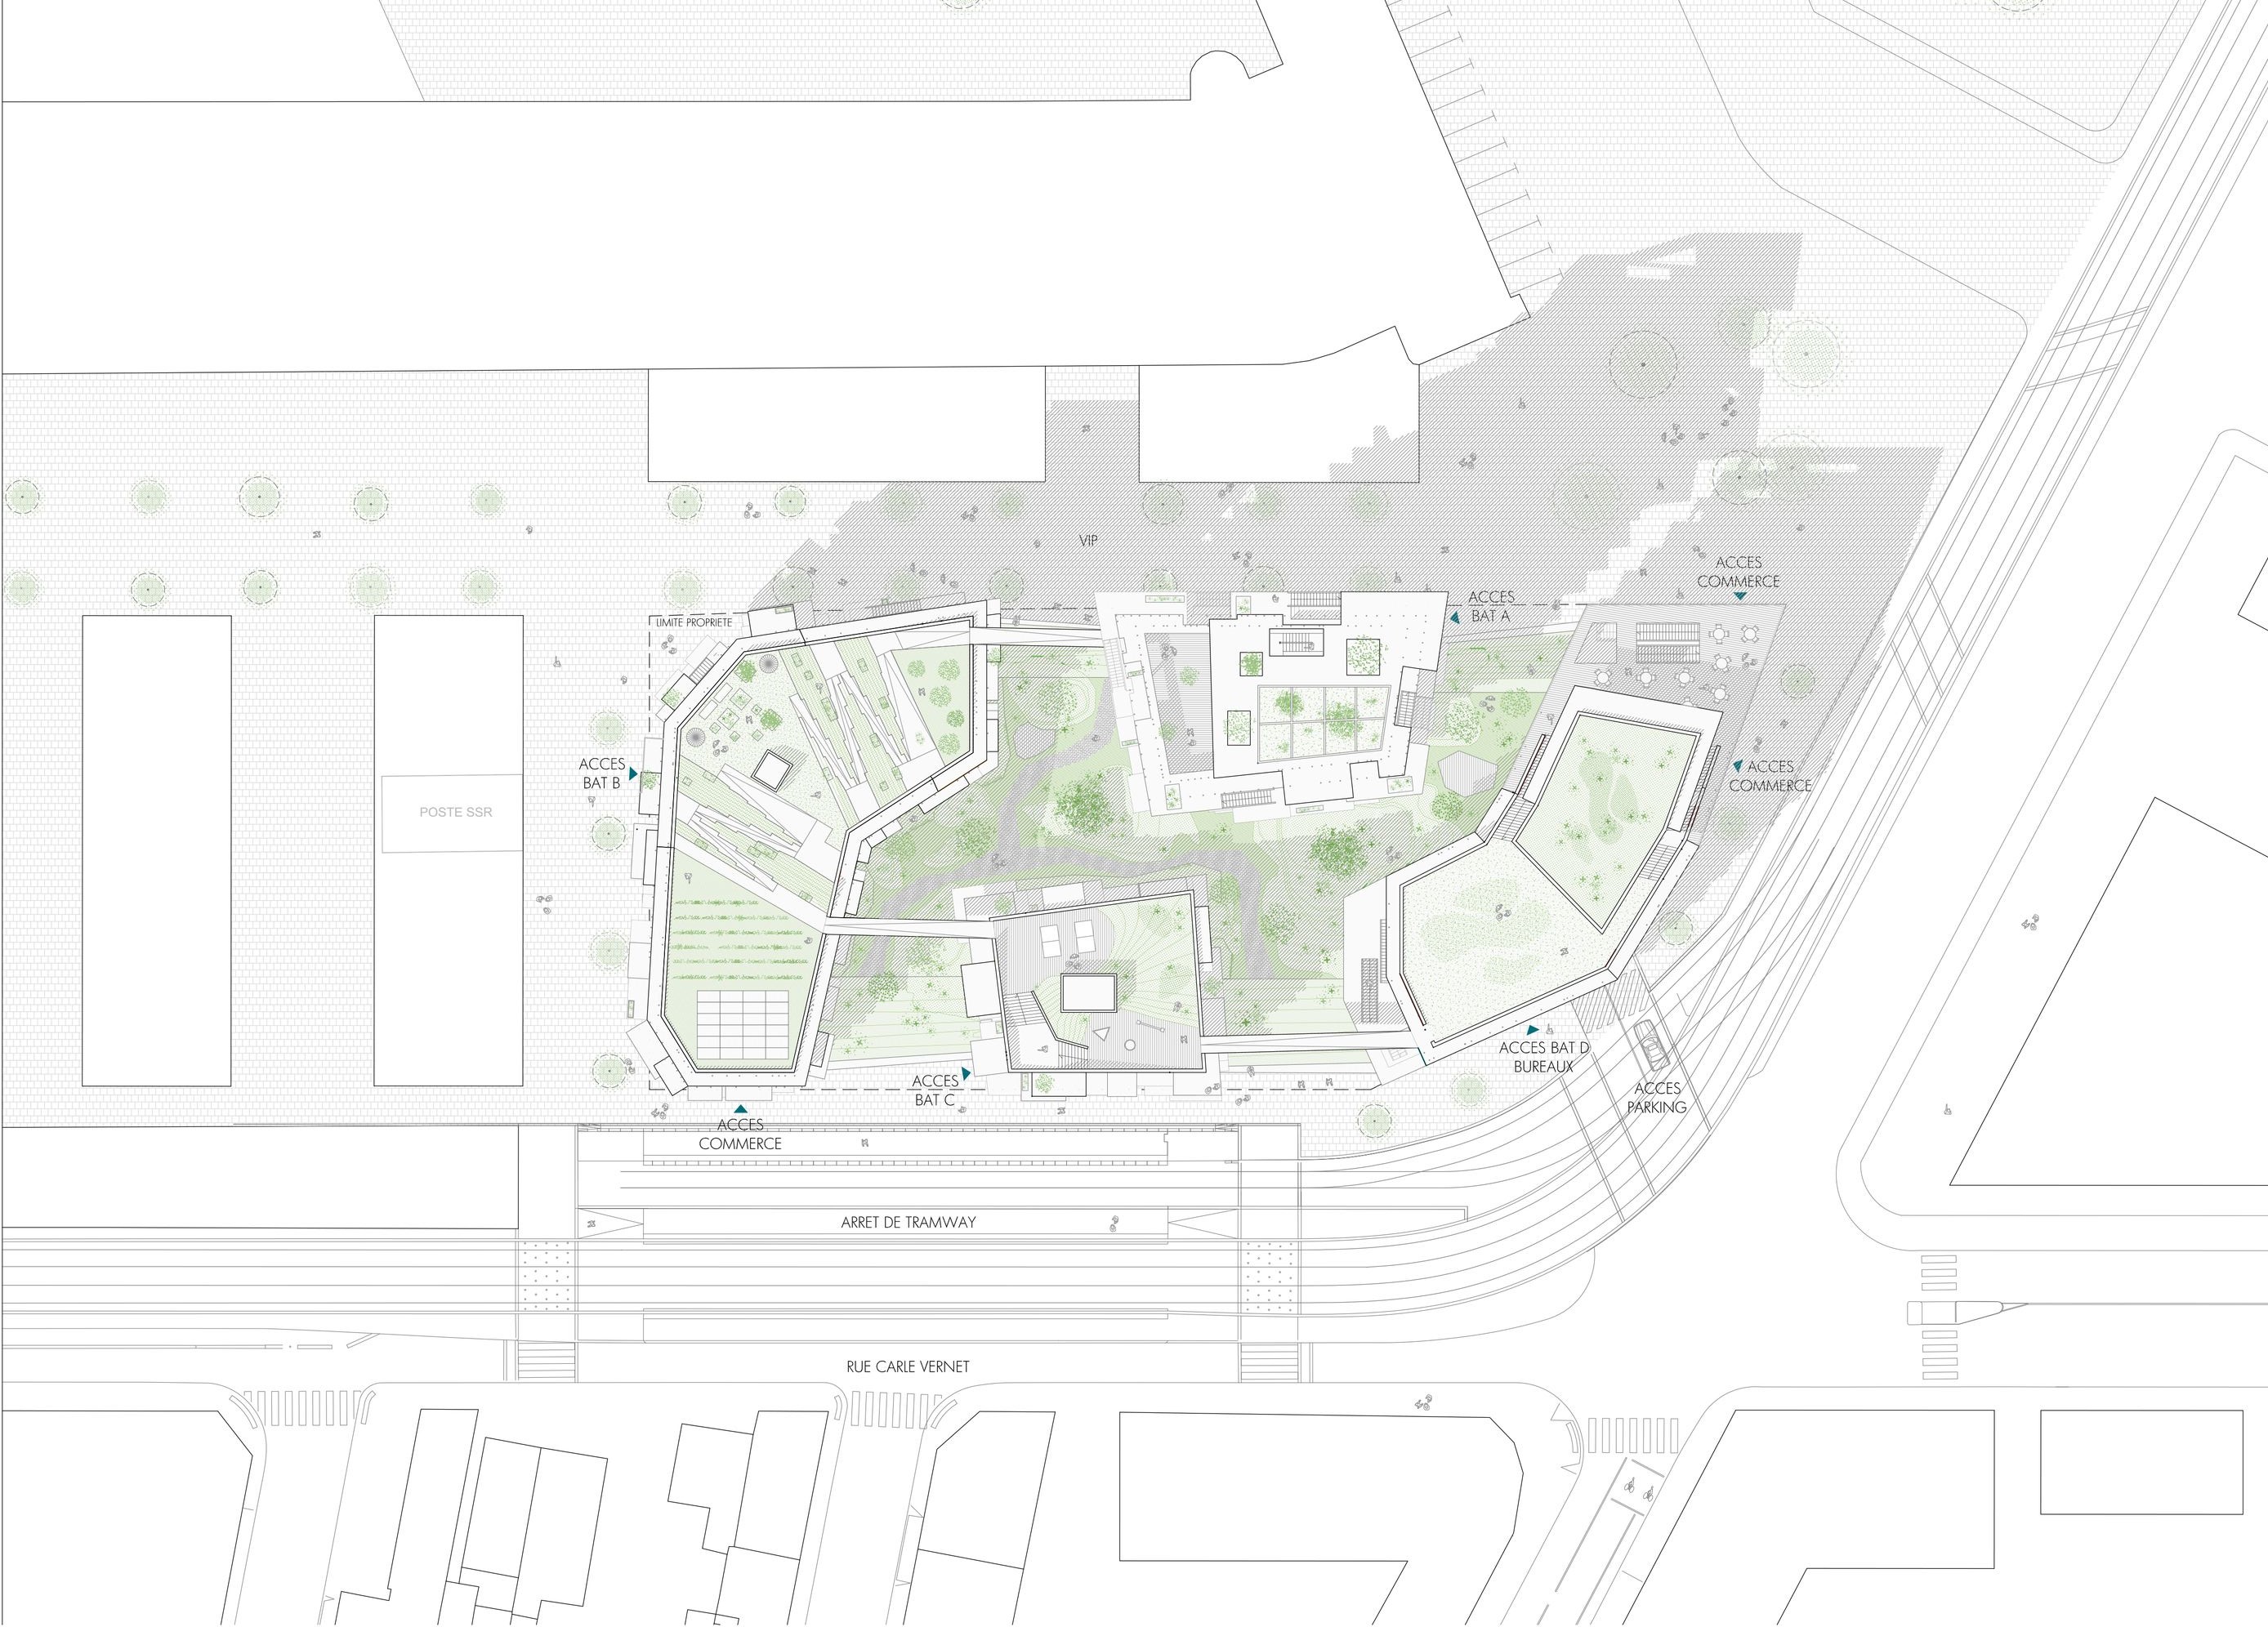 VIP
ACCES
COMMERCE
ACCES
BAT A
LIMITE PROPRIETE
ACCES
BAT B
ACCES
COMMERCE
POSTE SSR
ACCES BAT D
BUREAUX
ACCES
BAT C
ACCES
PARKING
ACCES
COMMERCE
ARRET DE TRAMWAY
RUE CARLE VERNET